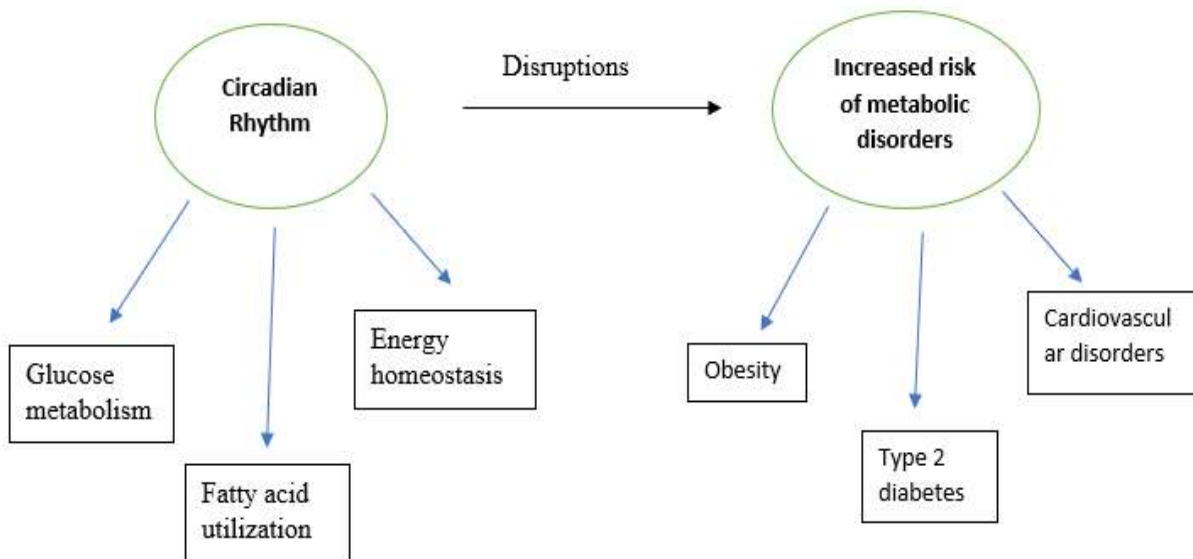 Circadian
Rhythm
Disruptions
Increased risk
of metabolic
disorders
Glucose
metabolism
Fatty acid
utilization
Energy
homeostasis
Obesity
Type 2
diabetes
Cardiovascul
ar disorders